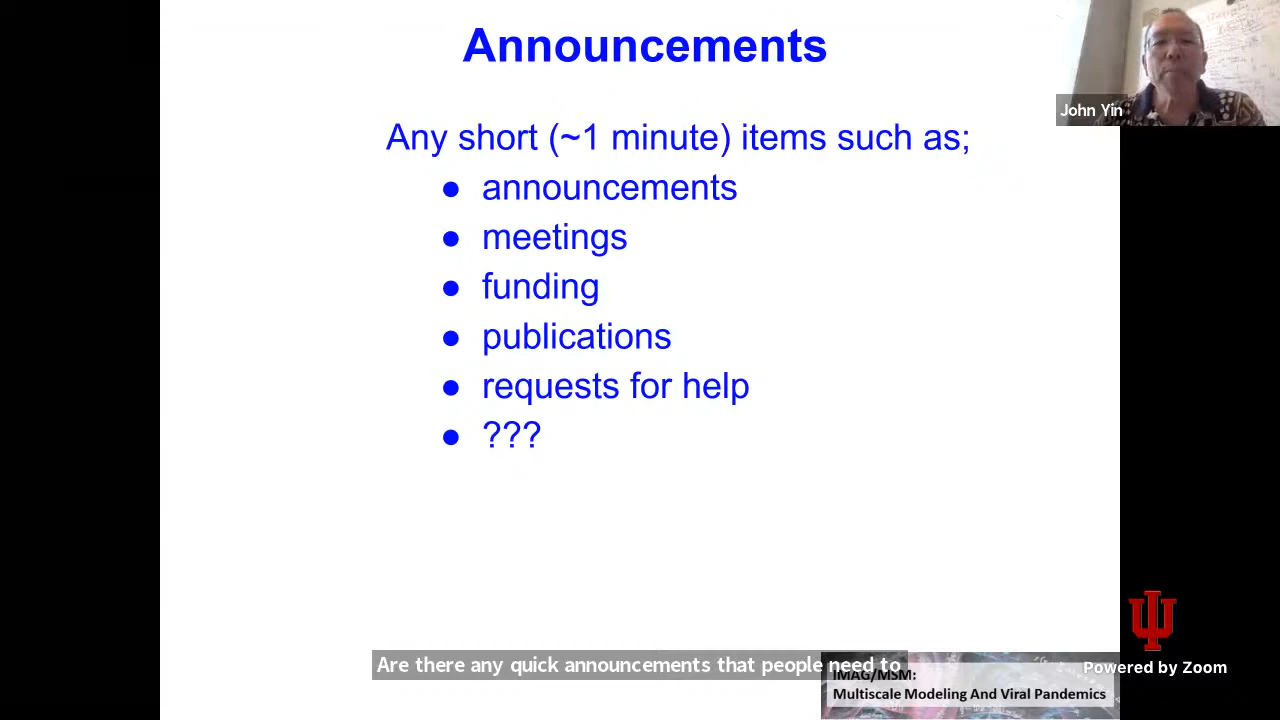 Announcements
Any short (~1 minute) items such as;
● announcements
● meetings
● funding
● publications
● requests for help
● ???
John Yin
Are there any quick announcements that people need to
IMAG/MSM:
Multiscale Modeling And Viral Pandemics
Powered by Zoom